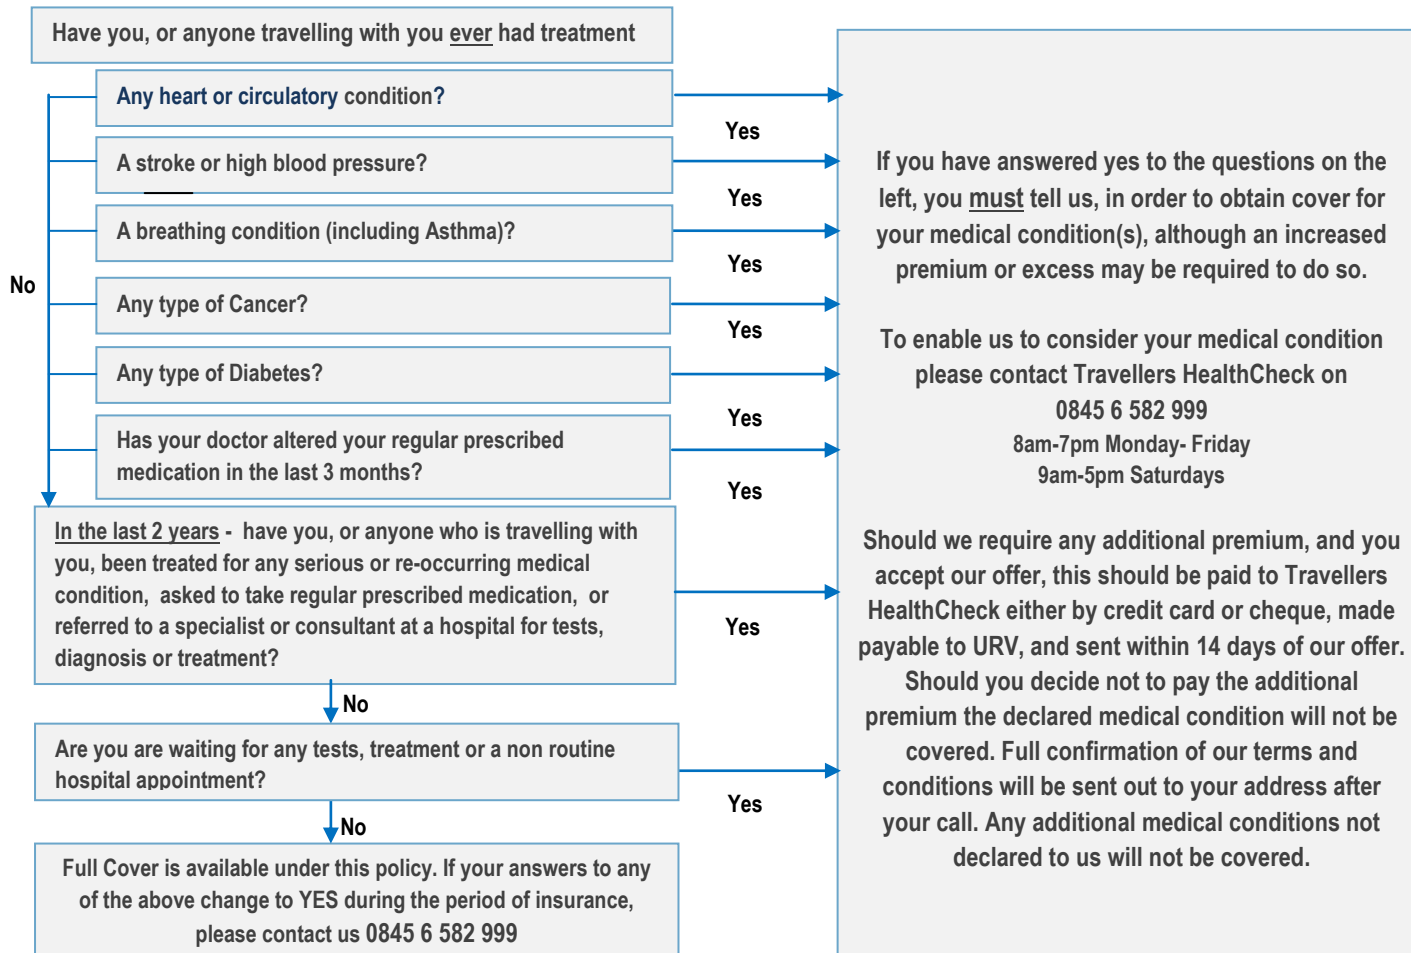 Have you, or anyone travelling with you ever had treatment
Any heart or circulatory condition?
Yes
A stroke or high blood pressure?
Yes
A breathing condition (including Asthma)?
Yes
No
Any type of Cancer?
Yes
Any type of Diabetes?
Yes
Has your doctor altered your regular prescribed
medication in the last 3 months?
Yes
In the last 2 years - have you, or anyone who is travelling with
you, been treated for any serious or re-occurring medical
condition, asked to take regular prescribed medication, or
referred to a specialist or consultant at a hospital for tests,
diagnosis or treatment?
Yes
No
Are you are waiting for any tests, treatment or a non routine
hospital appointment?
Yes
No
Full Cover is available under this policy. If your answers to any
of the above change to YES during the period of insurance,
please contact us 0845 6 582 999
If you have answered yes to the questions on the
left, you must tell us, in order to obtain cover for
your medical condition(s), although an increased
premium or excess may be required to do so.
To enable us to consider your medical condition
please contact Travellers HealthCheck on
0845 6 582 999
8am-7pm Monday- Friday
9am-5pm Saturdays
Should we require any additional premium, and you
accept our offer, this should be paid to Travellers
HealthCheck either by credit card or cheque, made
payable to URV, and sent within 14 days of our offer.
Should you decide not to pay the additional
premium the declared medical condition will not be
covered. Full confirmation of our terms and
conditions will be sent out to your address after
your call. Any additional medical conditions not
declared to us will not be covered.